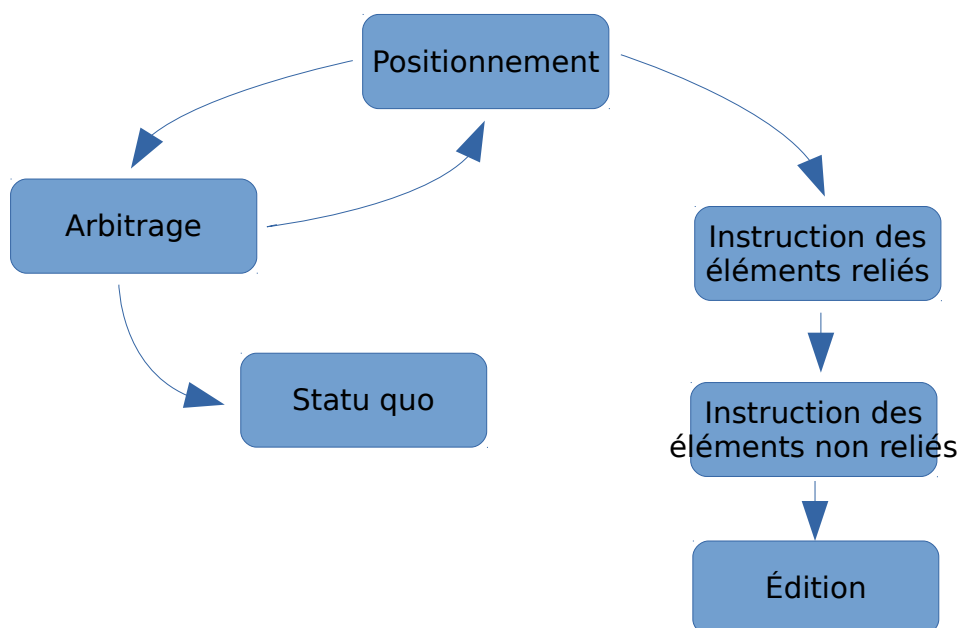 Positionnement
Arbitrage
Instruction des
éléments reliés
Statu quo
Instruction des
éléments non reliés
Édition